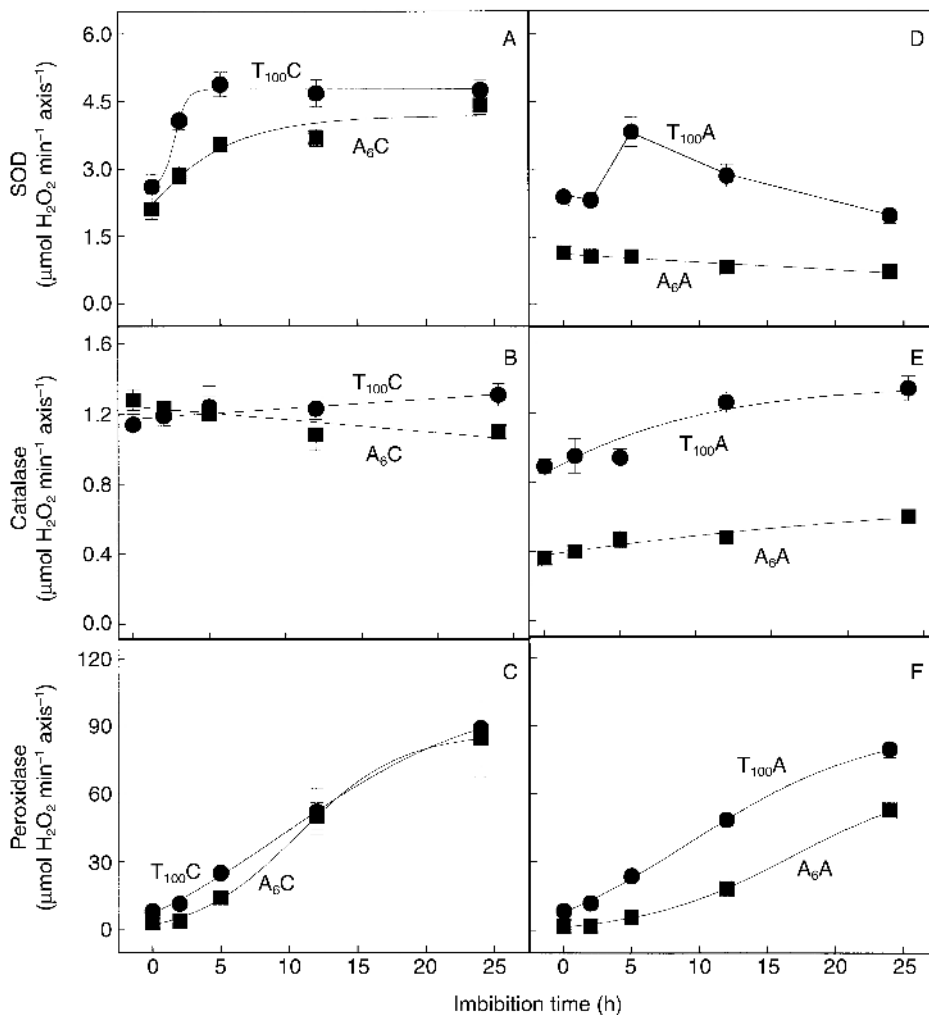 6.0
4.5
3.0
1.5
0.0
SOD
(μmol H₂O₂ min⁻¹ axis⁻¹)
A
T₁₀₀C
A₆C
D
T₁₀₀A
A₆A
1.6
1.2
0.8
0.4
0.0
Catalase
(μmol H₂O₂ min⁻¹ axis⁻¹)
B
T₁₀₀C
A₆C
E
T₁₀₀A
A₆A
120
90
60
30
0
Peroxidase
(μmol H₂O₂ min⁻¹ axis⁻¹)
C
T₁₀₀C
A₆C
F
T₁₀₀A
A₆A
0 5 10 15 20 25
0 5 10 15 20 25
Imbibition time (h)